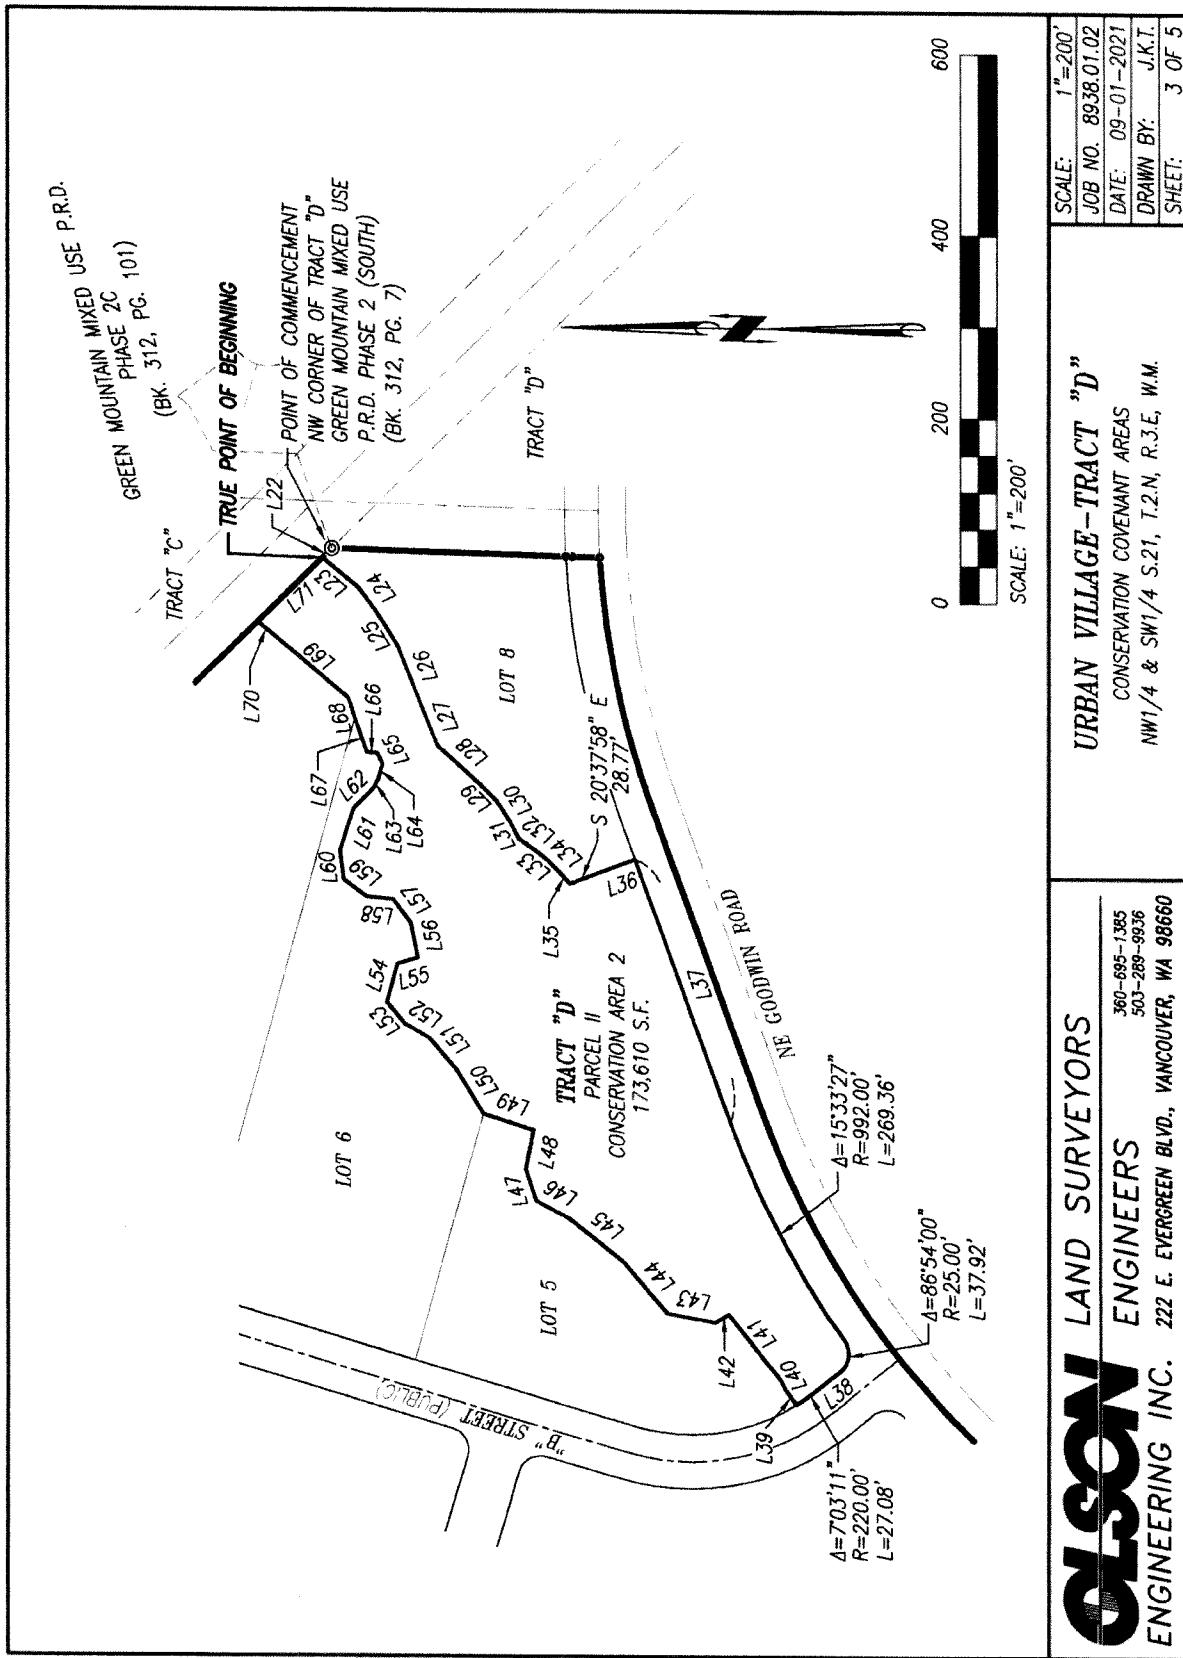 GREEN MOUNTAIN MIXED USE P.R.D.
PHASE 2C
(BK. 312, PG. 101)
TRACT "C"
TRUE POINT OF BEGINNING
L22
POINT OF COMMENCEMENT
NW CORNER OF TRACT "D"
GREEN MOUNTAIN MIXED USE
P.R.D. PHASE 2 (SOUTH)
(BK. 312, PG. 7)
TRACT "D"
L71
L23
L24
L25
L26
L27
L28
L29
L30
L31
L32
L33
L34
L35
S 20°37'58" E
28.77'
L36
L37
LOT 8
L70
L69
L68
L67
L66
L65
L64
L63
L62
L61
L60
L59
L58
L57
L56
L55
L54
L53
L52
L51
L50
L49
L48
L47
L46
L45
L44
L43
L42
L41
L40
L39
L38
LOT 6
LOT 5
TRACT "D"
PARCEL II
CONSERVATION AREA 2
173,610 S.F.
NE GOODWIN ROAD
"B" STREET (PUBLIC)
Δ=15°33'27"
R=992.00'
L=269.36'
Δ=86°54'00"
R=25.00'
L=37.92'
Δ=7°03'11"
R=220.00'
L=27.08'
N
0 200 400 600
SCALE: 1"=200'
OLSON
ENGINEERING INC.
LAND SURVEYORS
ENGINEERS
360-695-1385
503-289-9936
222 E. EVERGREEN BLVD., VANCOUVER, WA 98660
URBAN VILLAGE-TRACT "D"
CONSERVATION COVENANT AREAS
NW1/4 & SW1/4 S.21, T.2.N, R.3.E, W.M.
SCALE: 1"=200'
JOB NO. 8938.01.02
DATE: 09-01-2021
DRAWN BY: J.K.T.
SHEET: 3 OF 5